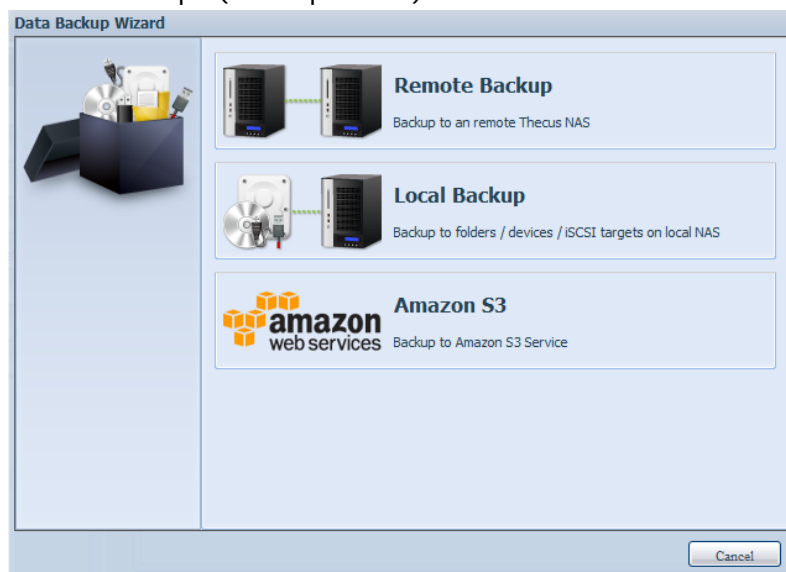 Data Backup Wizard
Remote Backup
Backup to an remote Thecus NAS
Local Backup
Backup to folders / devices / iSCSI targets on local NAS
amazon
web services
Amazon S3
Backup to Amazon S3 Service
Cancel